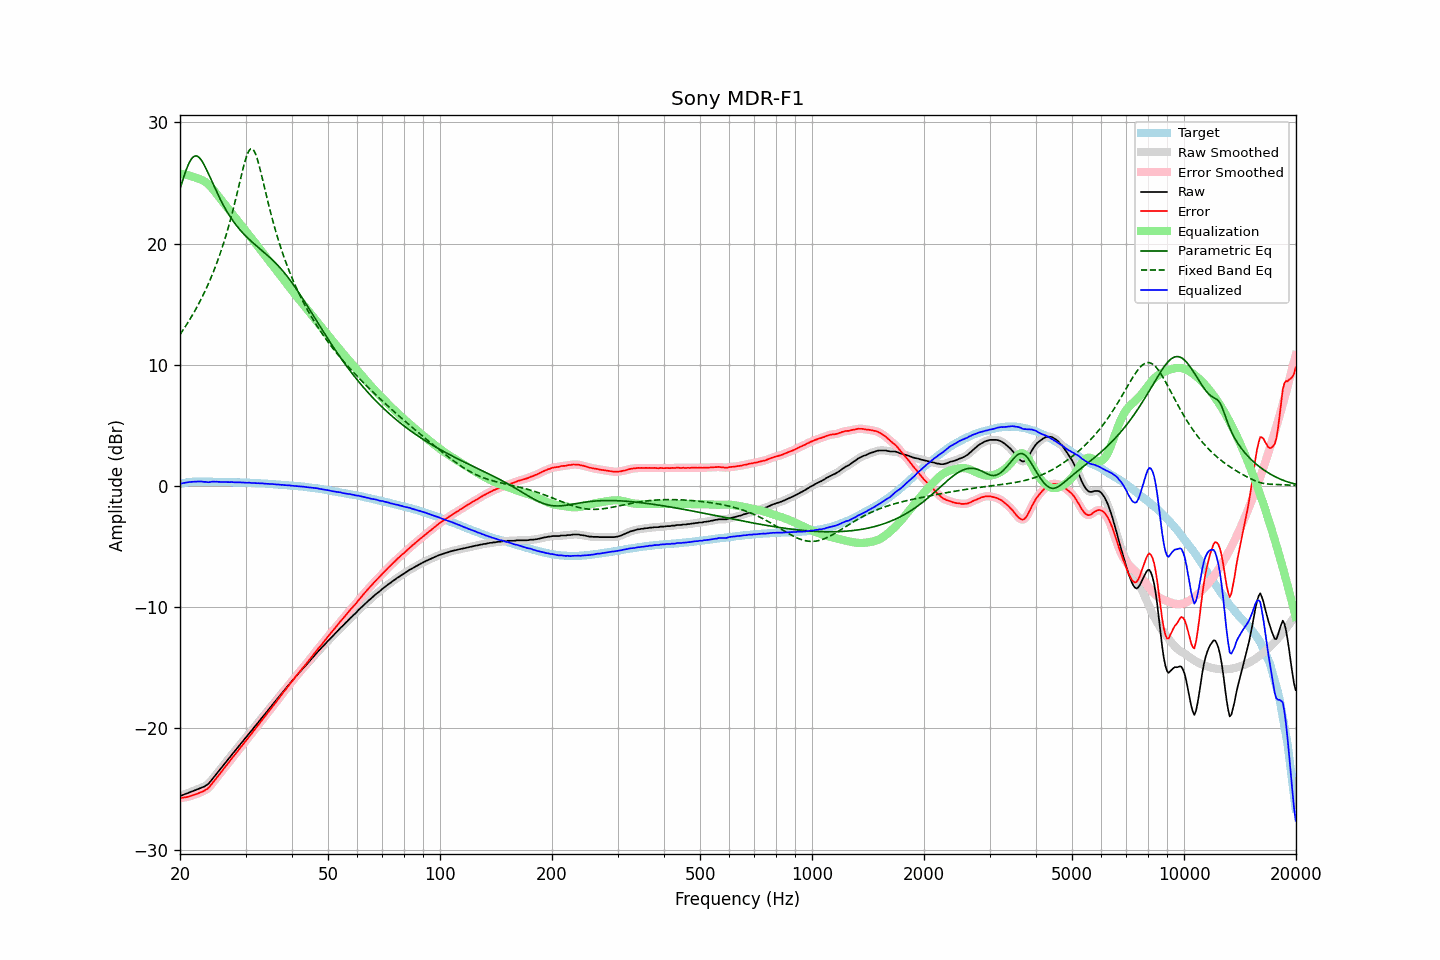 Sony MDR-F1
30
20
10
0
−10
−20
−30
Amplitude (dBr)
Target
Raw Smoothed
Error Smoothed
Raw
Error
Equalization
Parametric Eq
Fixed Band Eq
Equalized
20 50 100 200 500 1000 2000 5000 10000 20000
Frequency (Hz)